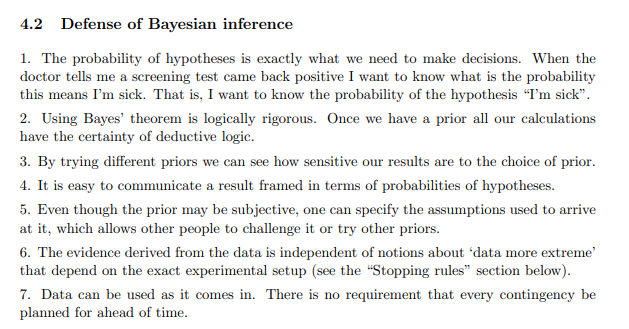 4.2 Defense of Bayesian inference
1. The probability of hypotheses is exactly what we need to make decisions. When the
doctor tells me a screening test came back positive I want to know what is the probability
this means I’m sick. That is, I want to know the probability of the hypothesis “I’m sick”.
2. Using Bayes’ theorem is logically rigorous. Once we have a prior all our calculations
have the certainty of deductive logic.
3. By trying different priors we can see how sensitive our results are to the choice of prior.
4. It is easy to communicate a result framed in terms of probabilities of hypotheses.
5. Even though the prior may be subjective, one can specify the assumptions used to arrive
at it, which allows other people to challenge it or try other priors.
6. The evidence derived from the data is independent of notions about ‘data more extreme’
that depend on the exact experimental setup (see the “Stopping rules” section below).
7. Data can be used as it comes in. There is no requirement that every contingency be
planned for ahead of time.